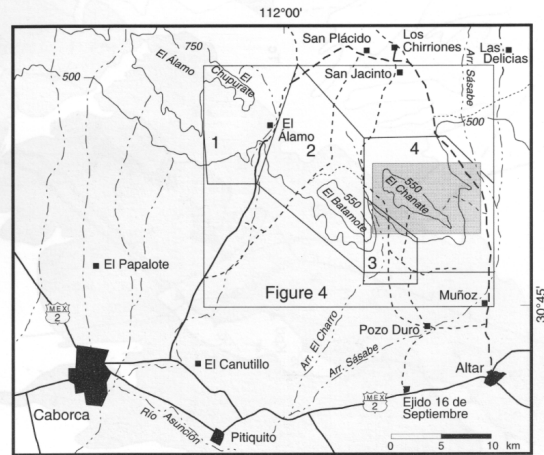 112°00'
San Plácido
Los
Chirriones
Las
Delicias
750
El Alamo
El
Chupurate
500
San Jacinto
Arr. Sásabe
500
El
Alamo
1
2
4
550
El Batamote
550
El Chanate
3
El Papalote
Figure 4
Muñoz
30°45'
MEX
2
Arr. El Charro
Pozo Duro
Arr. Sásabe
El Canutillo
Altar
Caborca
Río Asunción
Pitiquito
MEX
2
Ejido 16 de
Septiembre
0 5 10 km